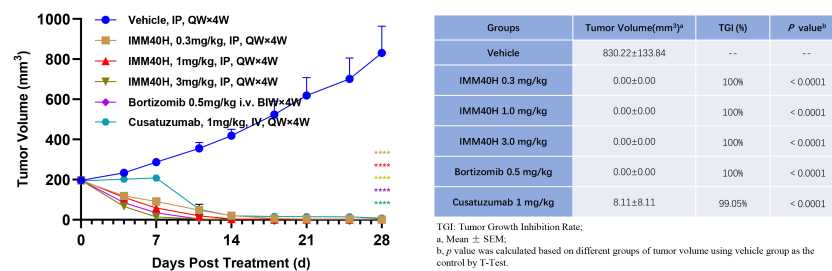 Tumor Volume (mm³)
1000
800
600
400
200
0
Vehicle, IP, QW×4W
IMM40H, 0.3mg/kg, IP, QW×4W
IMM40H, 1mg/kg, IP, QW×4W
IMM40H, 3mg/kg, IP, QW×4W
Bortizomib 0.5mg/kg i.v. BIW×4W
Cusatuzumab, 1mg/kg, IV, QW×4W
****
****
****
****
****
0 7 14 21 28
Days Post Treatment (d)
Groups Tumor Volume(mm³)ᵃ TGI (%) P valueᵇ
Vehicle 830.22±133.84 -- --
IMM40H 0.3 mg/kg 0.00±0.00 100% < 0.0001
IMM40H 1.0 mg/kg 0.00±0.00 100% < 0.0001
IMM40H 3.0 mg/kg 0.00±0.00 100% < 0.0001
Bortizomib 0.5 mg/kg 0.00±0.00 100% < 0.0001
Cusatuzumab 1 mg/kg 8.11±8.11 99.05% < 0.0001
TGI: Tumor Growth Inhibition Rate;
a, Mean ± SEM;
b, p value was calculated based on different groups of tumor volume using vehicle group as the
control by T-Test.